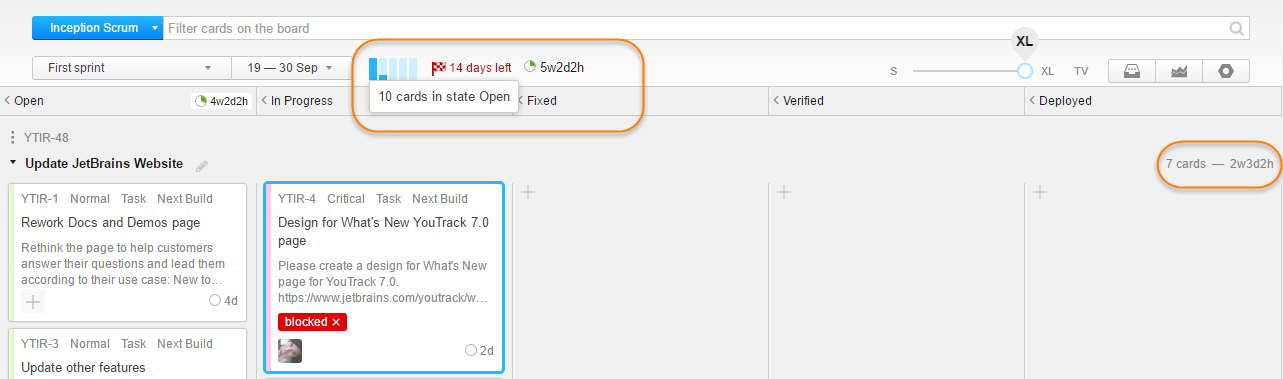 Inception Scrum
Filter cards on the board
XL
First sprint
19 — 30 Sep
14 days left
5w2d2h
S
XL
TV
10 cards in state Open
Open
4w2d2h
In Progress
Fixed
Verified
Deployed
YTIR-48
Update JetBrains Website
7 cards — 2w3d2h
YTIR-1 Normal Task Next Build
Rework Docs and Demos page
Rethink the page to help customers
answer their questions and lead them
according to their use case: New to…
4d
YTIR-3 Normal Task Next Build
Update other features
YTIR-4 Critical Task Next Build
Design for What's New YouTrack 7.0
page
Please create a design for What's New
page for YouTrack 7.0.
https://www.jetbrains.com/youtrack/w…
blocked ×
2d